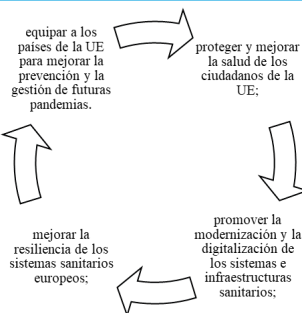 equipar a los
países de la UE
para mejorar la
prevención y la
gestión de futuras
pandemias.
proteger y mejorar
la salud de los
ciudadanos de la
UE;
promover la
modernización y la
digitalización de
los sistemas e
infraestructuras
sanitarios;
mejorar la
resiliencia de los
sistemas sanitarios
europeos;